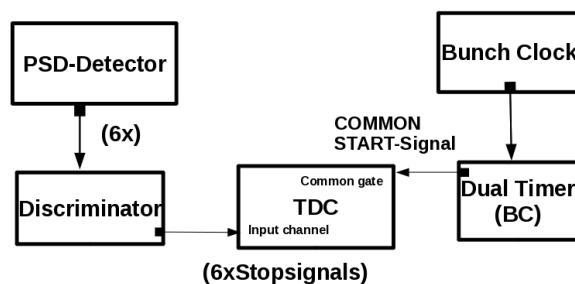 PSD-Detector
Bunch Clock
(6x)
COMMON
START-Signal
Discriminator
Common gate
TDC
Input channel
Dual Timer
(BC)
(6xStopsignals)